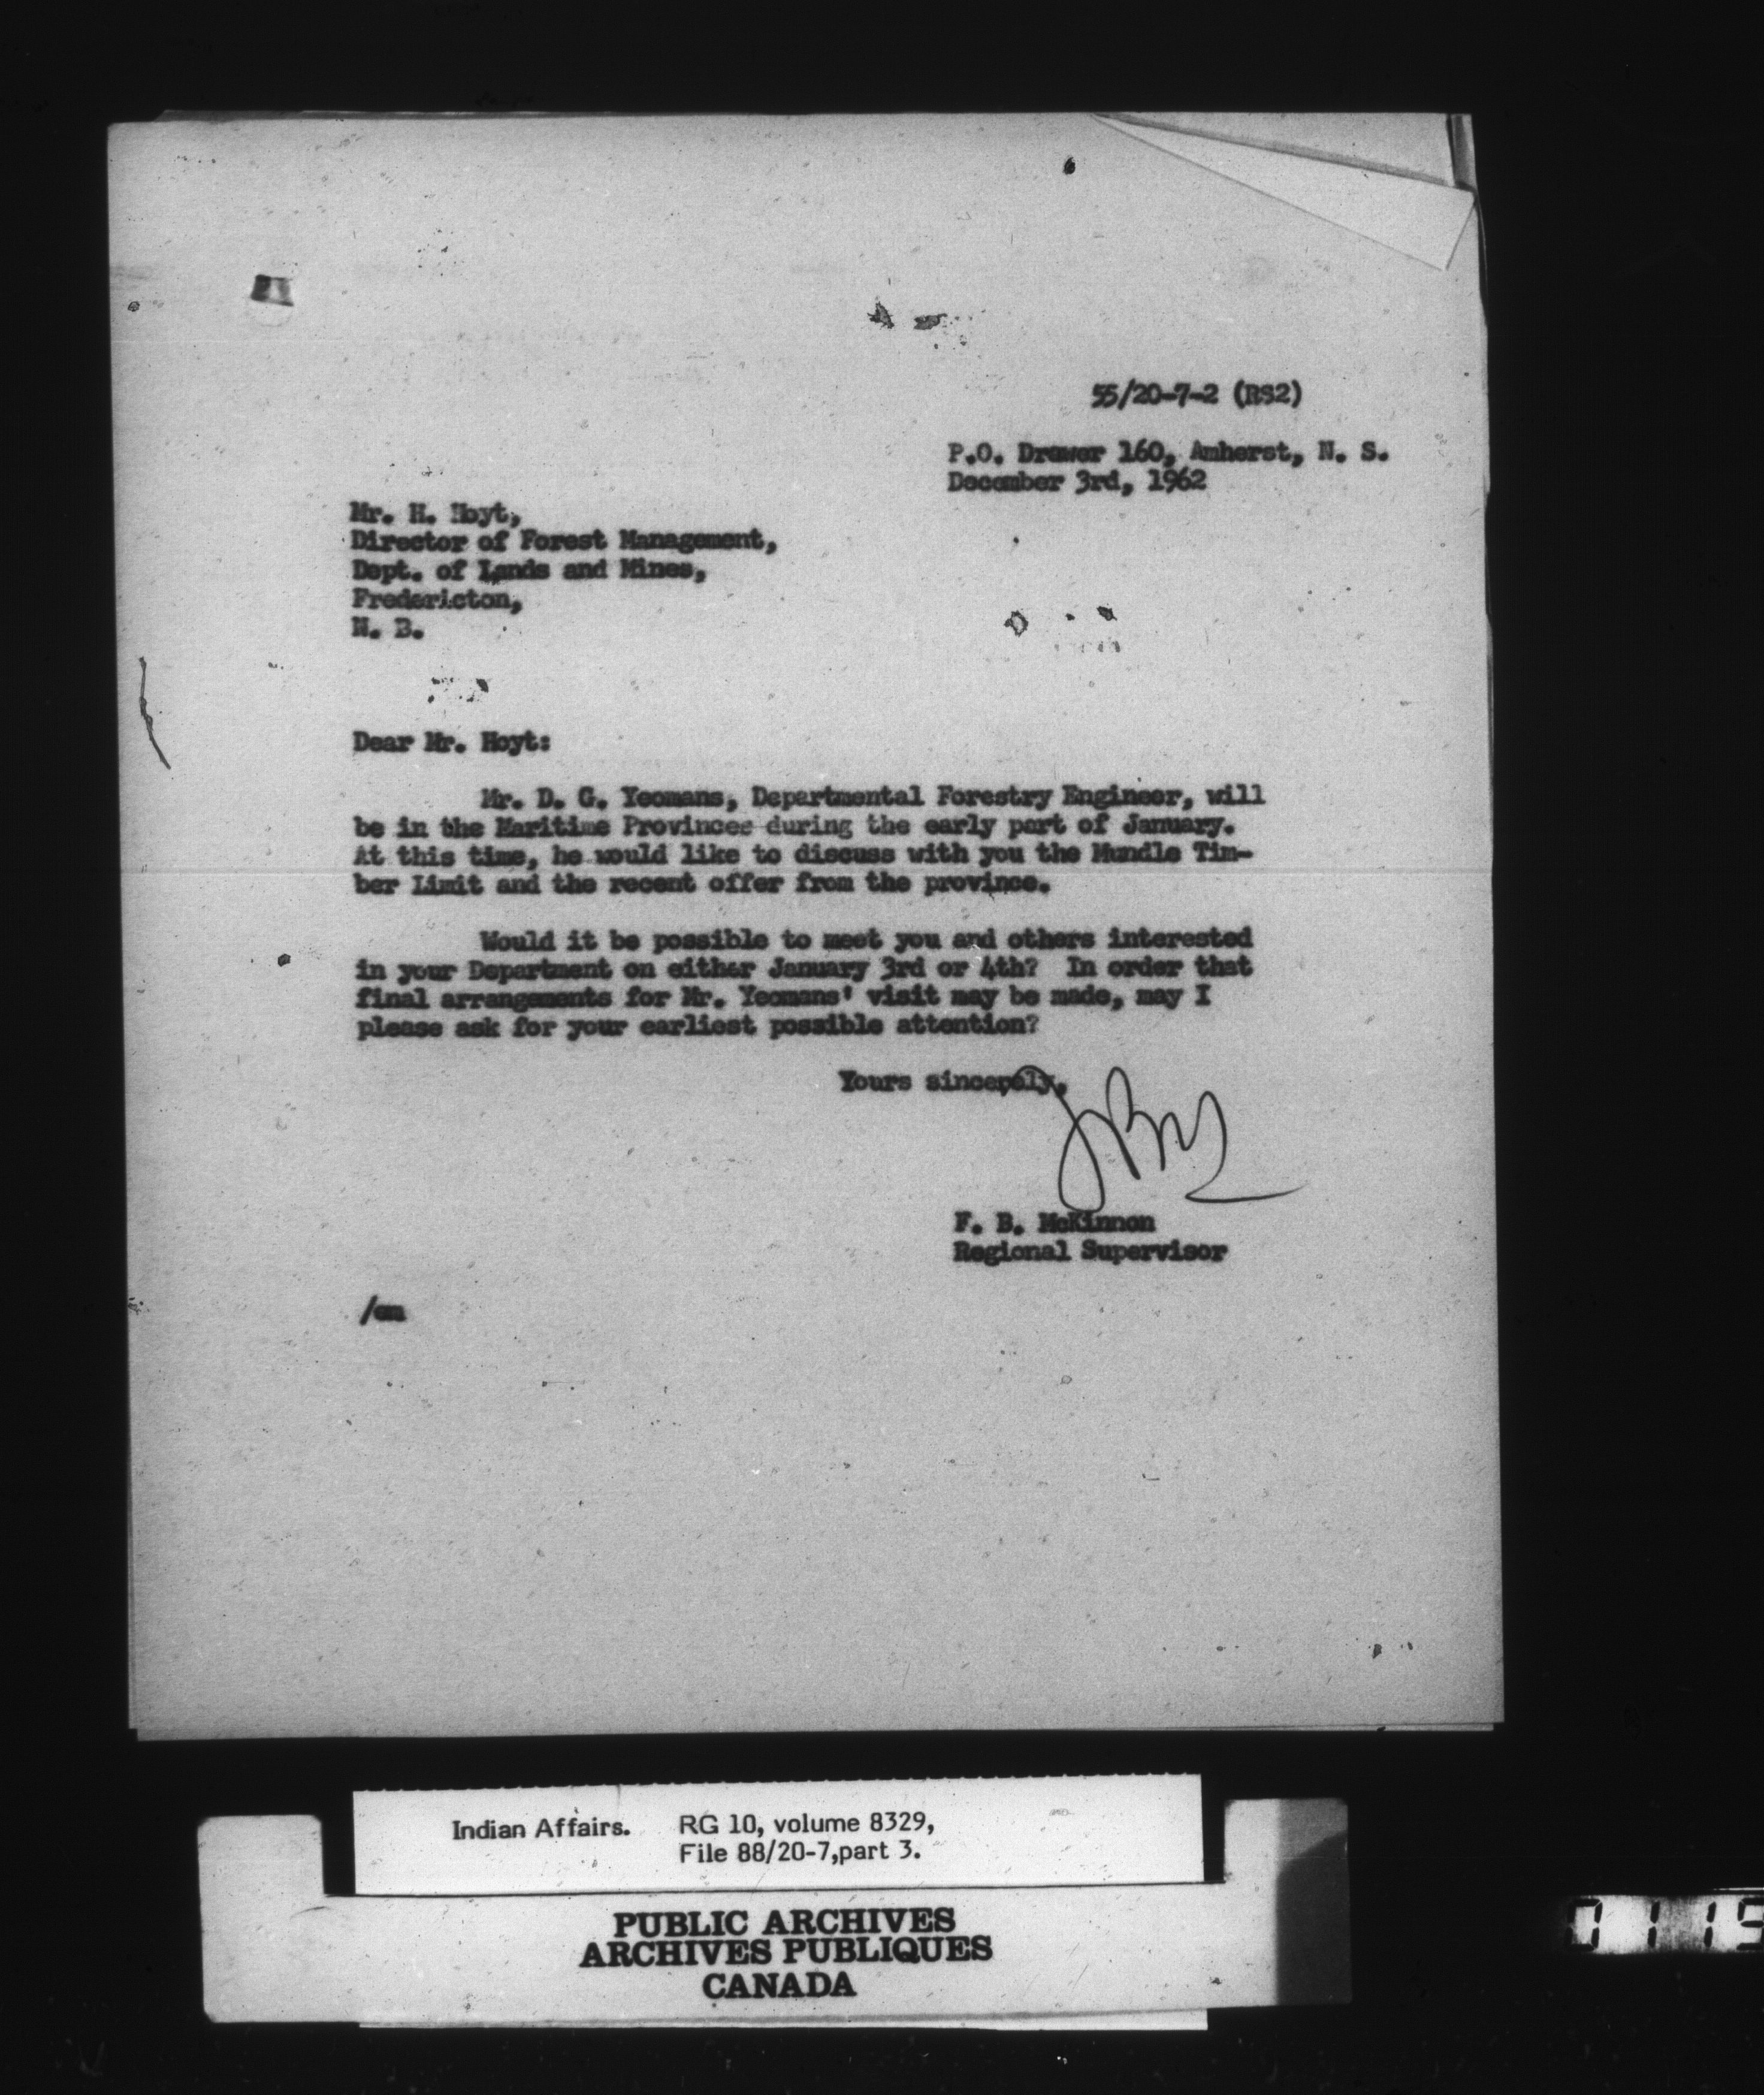 55/20-7-2 (RS2)
P.O. Drawer 160, Amherst, N. S.
December 3rd, 1962
Mr. H. Hoyt,
Director of Forest Management,
Dept. of Lands and Mines,
Fredericton,
N. B.
Dear Mr. Hoyt:
Mr. D. G. Yeomans, Departmental Forestry Engineer, will
be in the Maritime Provinces during the early part of January.
At this time, he would like to discuss with you the Mundle Tim-
ber Limit and the recent offer from the province.
Would it be possible to meet you and others interested
in your Department on either January 3rd or 4th? In order that
final arrangements for Mr. Yeomans' visit may be made, may I
please ask for your earliest possible attention?
Yours sincerely,
F. B. McKinnon
Regional Supervisor
Indian Affairs. RG 10, volume 8329,
File 88/20-7,part 3.
PUBLIC ARCHIVES
ARCHIVES PUBLIQUES
CANADA